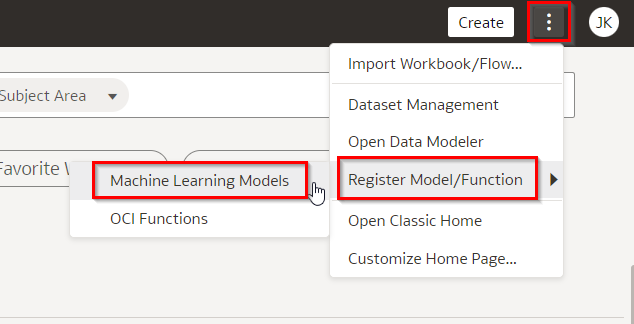 Create
JK
Import Workbook/Flow...
Subject Area
Dataset Management
Open Data Modeler
Favorite W
Machine Learning Models
Register Model/Function
OCI Functions
Open Classic Home
Customize Home Page...